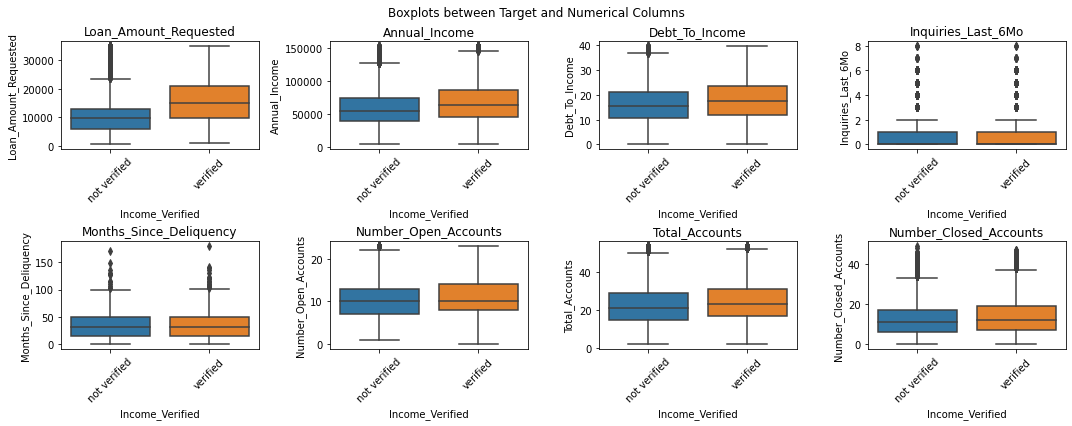 Boxplots between Target and Numerical Columns
Loan_Amount_Requested
Loan_Amount_Requested
30000
20000
10000
0
not verified
verified
Income_Verified
Annual_Income
Annual_Income
150000
100000
50000
0
not verified
verified
Income_Verified
Debt_To_Income
Debt_To_Income
40
30
20
10
0
not verified
verified
Income_Verified
Inquiries_Last_6Mo
Inquiries_Last_6Mo
8
6
4
2
0
not verified
verified
Income_Verified
Months_Since_Deliquency
Months_Since_Deliquency
150
100
50
0
not verified
verified
Income_Verified
Number_Open_Accounts
Number_Open_Accounts
20
10
0
not verified
verified
Income_Verified
Total_Accounts
Total_Accounts
40
20
0
not verified
verified
Income_Verified
Number_Closed_Accounts
Number_Closed_Accounts
40
20
0
not verified
verified
Income_Verified